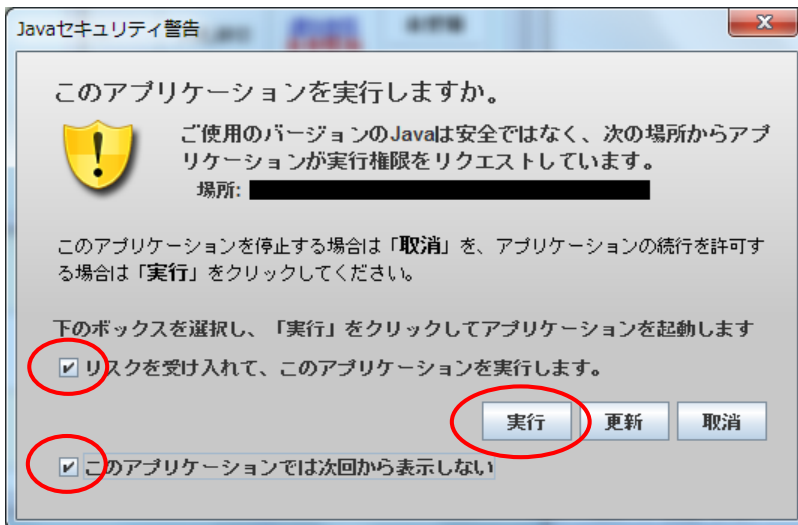 Javaセキュリティ警告
このアプリケーションを実行しますか。
ご使用のバージョンのJavaは安全ではなく、次の場所からアプ
リケーションが実行権限をリクエストしています。
場所:
このアプリケーションを停止する場合は「取消」を、アプリケーションの続行を許可す
る場合は「実行」をクリックしてください。
下のボックスを選択し、「実行」をクリックしてアプリケーションを起動します
リスクを受け入れて、このアプリケーションを実行します。
実行 更新 取消
このアプリケーションでは次回から表示しない